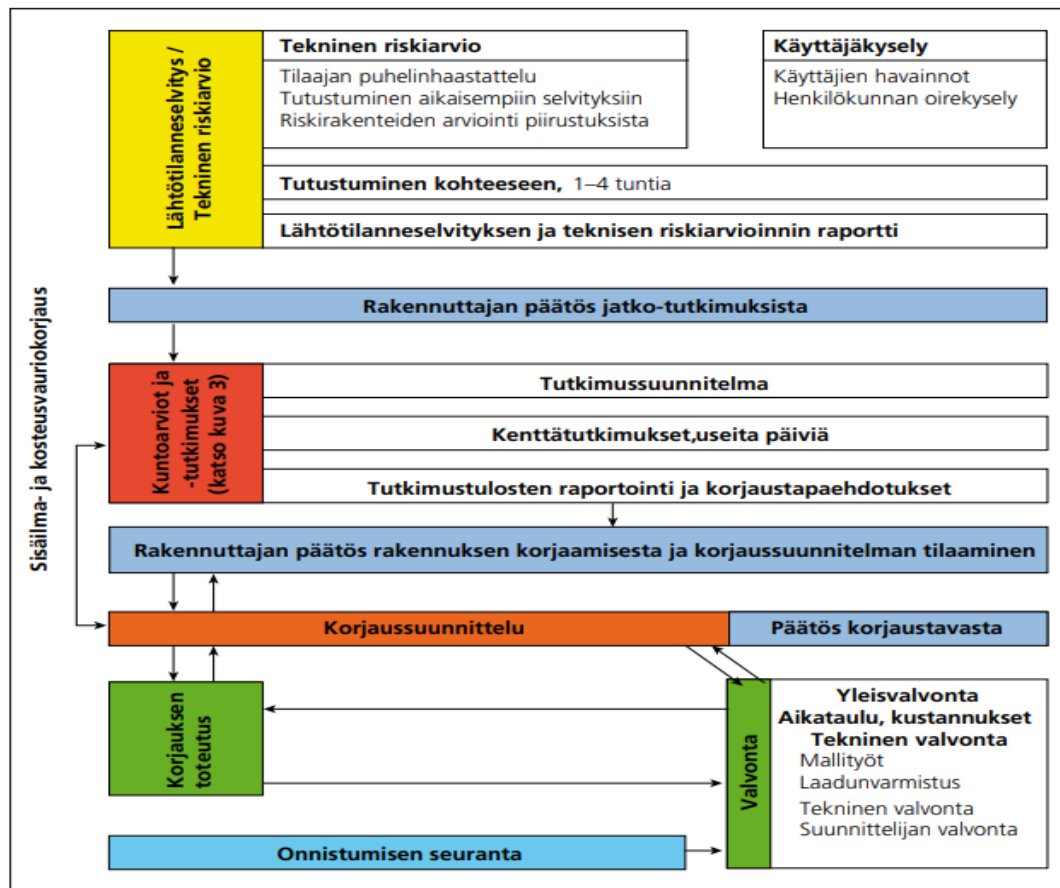 Sisäilma- ja kosteusvauriokorjaus
Lähtötilanneselvitys /
Tekninen riskiarvio
Tekninen riskiarvio
Tilaajan puhelinhaastattelu
Tutustuminen aikaisempiin selvityksiin
Riskirakenteiden arviointi piirustuksista
Käyttäjäkysely
Käyttäjien havainnot
Henkilökunnan oirekysely
Tutustuminen kohteeseen, 1–4 tuntia
Lähtötilanneselvityksen ja teknisen riskiarvioinnin raportti
Rakennuttajan päätös jatko-tutkimuksista
Kuntoarviot ja
-tutkimukset
(katso kuva 3)
Tutkimussuunnitelma
Kenttätutkimukset,useita päiviä
Tutkimustulosten raportointi ja korjaustapaehdotukset
Rakennuttajan päätös rakennuksen korjaamisesta ja korjaussuunnitelman tilaaminen
Korjaussuunnittelu
Päätös korjaustavasta
Korjauksen
toteutus
Valvonta
Yleisvalvonta
Aikataulu, kustannukset
Tekninen valvonta
Mallityöt
Laadunvarmistus
Tekninen valvonta
Suunnittelijan valvonta
Onnistumisen seuranta